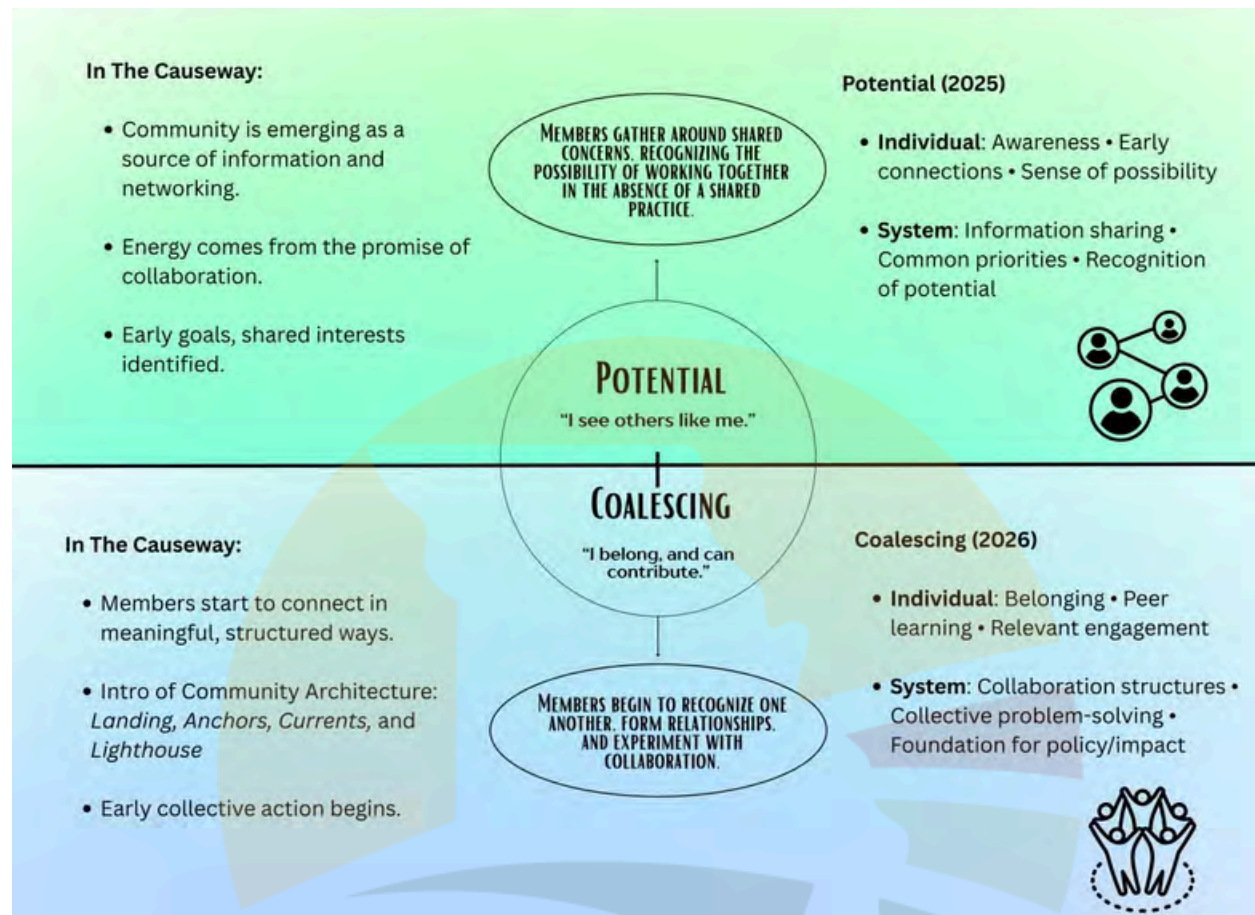 In The Causeway:
• Community is emerging as a
source of information and
networking.
• Energy comes from the promise of
collaboration.
• Early goals, shared interests
identified.
MEMBERS GATHER AROUND SHARED
CONCERNS, RECOGNIZING THE
POSSIBILITY OF WORKING TOGETHER
IN THE ABSENCE OF A SHARED
PRACTICE.
POTENTIAL
“I see others like me.”
Potential (2025)
• Individual: Awareness • Early
connections • Sense of possibility
• System: Information sharing •
Common priorities • Recognition
of potential
In The Causeway:
• Members start to connect in
meaningful, structured ways.
• Intro of Community Architecture:
Landing, Anchors, Currents, and
Lighthouse
• Early collective action begins.
COALESCING
“I belong, and can
contribute.”
MEMBERS BEGIN TO RECOGNIZE ONE
ANOTHER, FORM RELATIONSHIPS,
AND EXPERIMENT WITH
COLLABORATION.
Coalescing (2026)
• Individual: Belonging • Peer
learning • Relevant engagement
• System: Collaboration structures •
Collective problem-solving •
Foundation for policy/impact